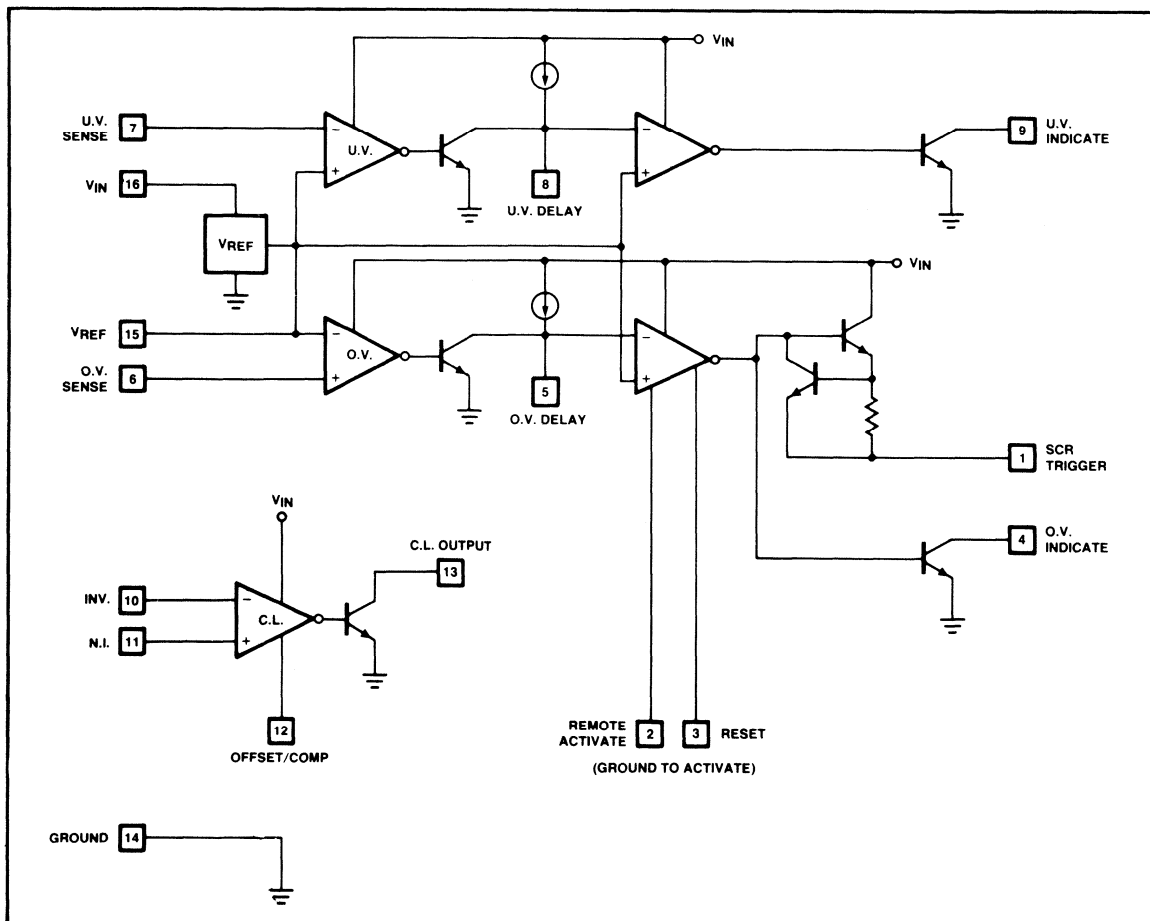 VIN
U.V.
SENSE
7
-
U.V.
+
-
+
9
U.V.
INDICATE
VIN
16
8
U.V. DELAY
VREF
VIN
VREF
15
-
O.V.
+
-
+
O.V.
SENSE
6
5
O.V. DELAY
1
SCR
TRIGGER
VIN
C.L. OUTPUT
13
4
O.V.
INDICATE
INV.
10
-
C.L.
+
N.I.
11
12
OFFSET/COMP
REMOTE
ACTIVATE
2
3
RESET
(GROUND TO ACTIVATE)
GROUND
14